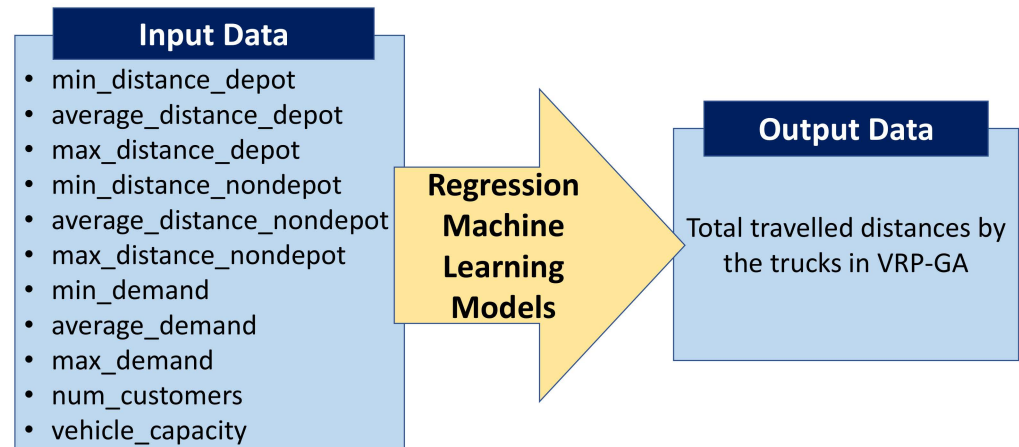 Input Data
• min_distance_depot
• average_distance_depot
• max_distance_depot
• min_distance_nondepot
• average_distance_nondepot
• max_distance_nondepot
• min_demand
• average_demand
• max_demand
• num_customers
• vehicle_capacity
Regression
Machine
Learning
Models
Output Data
Total travelled distances by
the trucks in VRP-GA